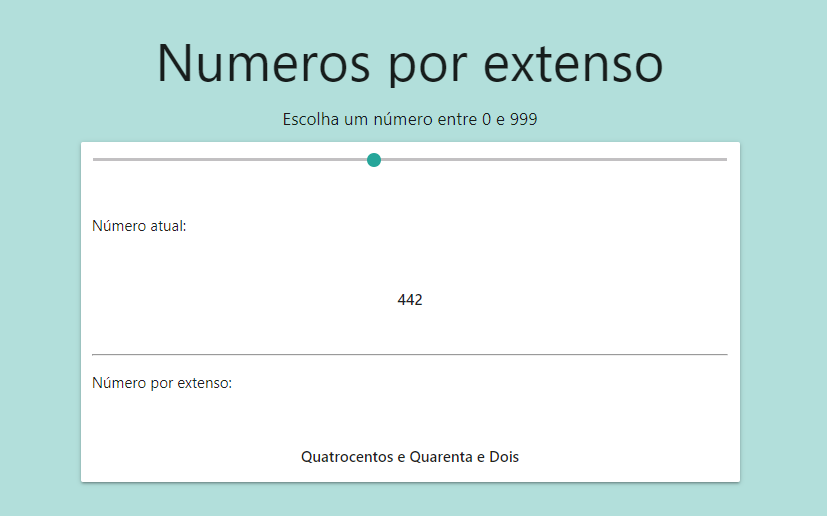 Numeros por extenso
Escolha um número entre 0 e 999
Número atual:
442
Número por extenso:
Quatrocentos e Quarenta e Dois